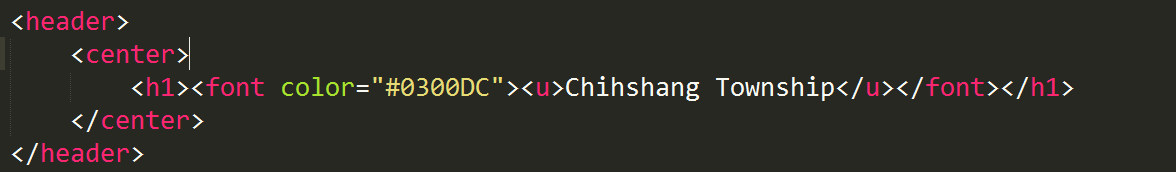 <header>
<center>
<h1><font color="#0300DC"><u>Chihshang Township</u></font></h1>
</center>
</header>